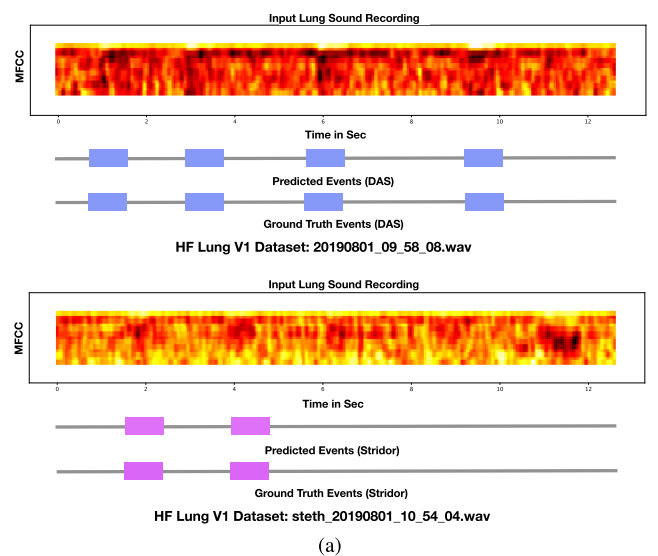 Input Lung Sound Recording
MFCC
0 2 4 6 8 10 12
Time in Sec
Predicted Events (DAS)
Ground Truth Events (DAS)
HF Lung V1 Dataset: 20190801_09_58_08.wav
Input Lung Sound Recording
MFCC
0 2 4 6 8 10 12
Time in Sec
Predicted Events (Stridor)
Ground Truth Events (Stridor)
HF Lung V1 Dataset: steth_20190801_10_54_04.wav
(a)